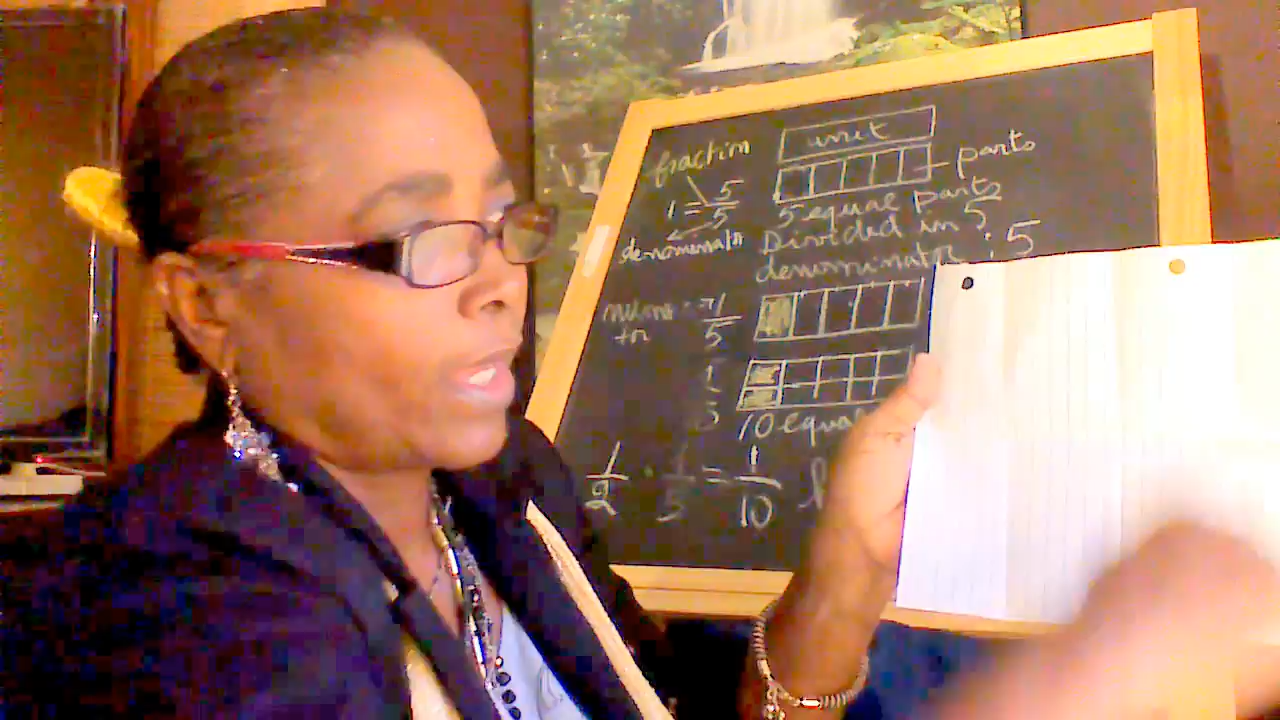 unit
fraction
parts
1 = 5/5
5 equal parts
denominator
Divided in 5
denominator : 5
1/5
1
5
10 equal
1/2 · 1/5 = 1/10